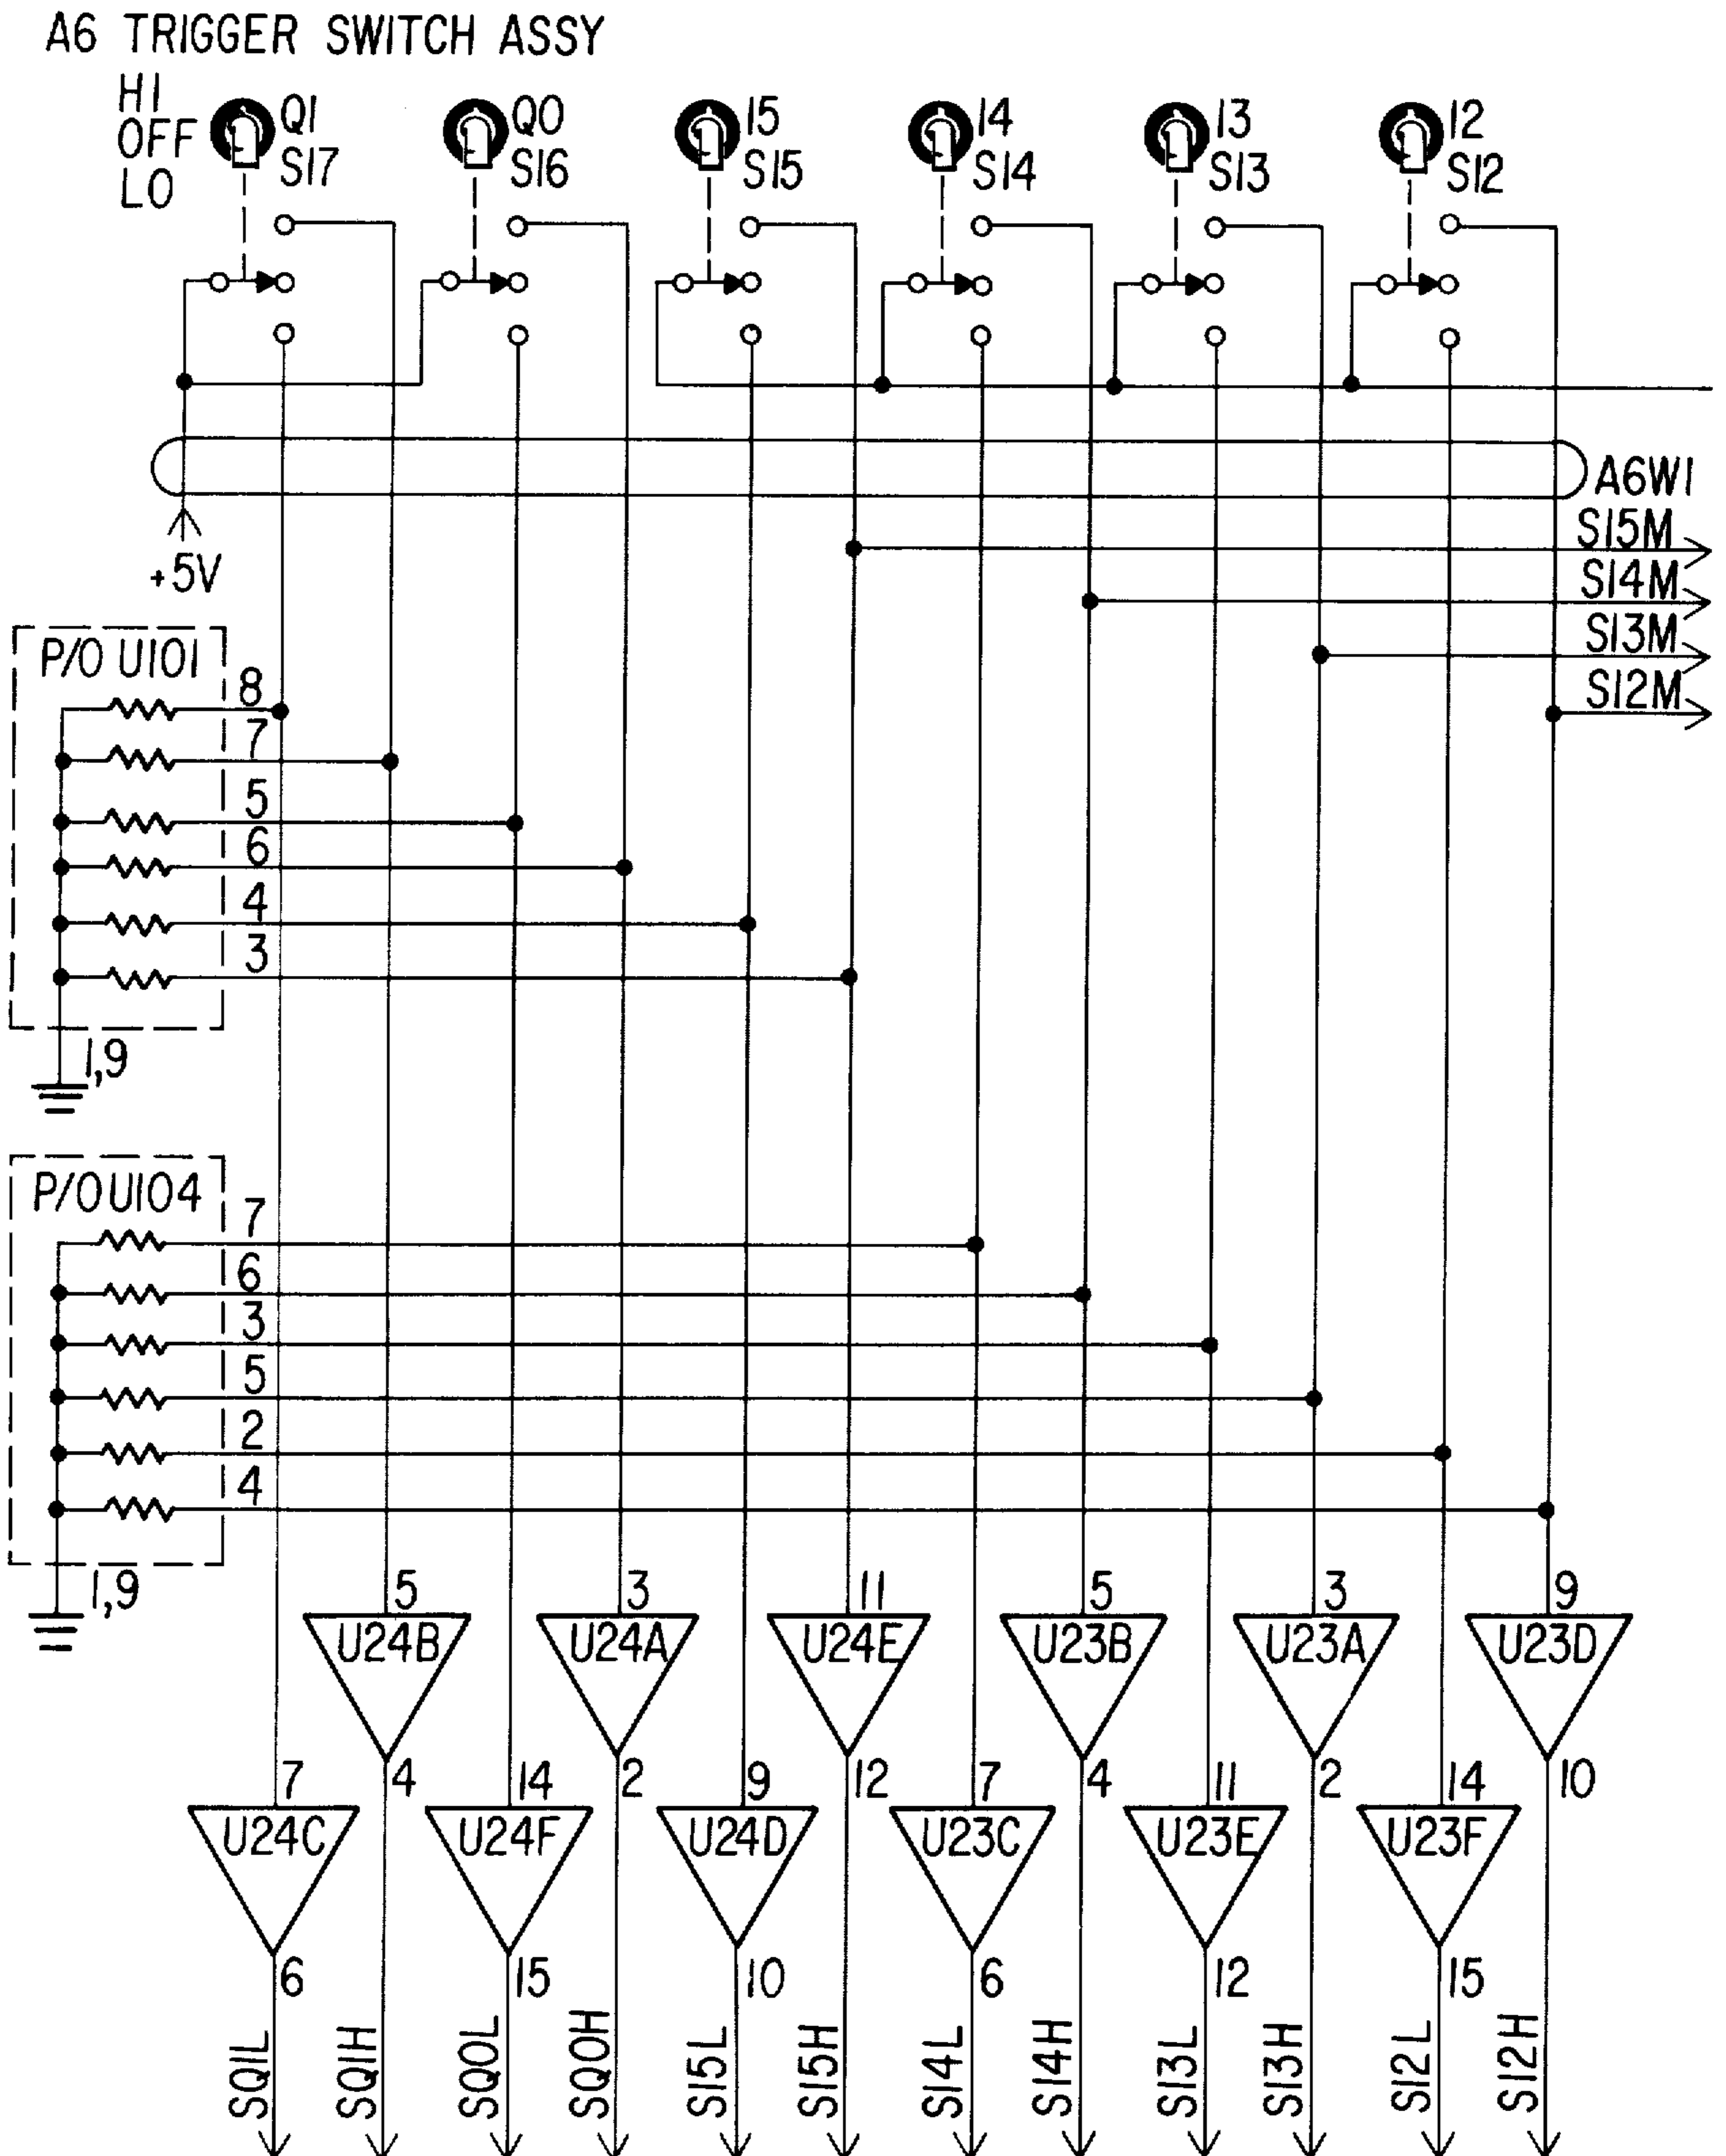 A6 TRIGGER SWITCH ASSY
HI
OFF
LO
Q1
S17
Q0
S16
15
S15
14
S14
13
S13
12
S12
A6W1
+5V
S15M
S14M
S13M
S12M
P/O U101
8
7
5
6
4
3
1,9
P/O U104
7
6
3
5
2
4
1,9
5
3
11
5
3
9
U24B
U24A
U24E
U23B
U23A
U23D
4
2
12
4
2
10
7
14
9
7
11
14
U24C
U24F
U24D
U23C
U23E
U23F
6
15
10
6
12
15
SQ1L
SQ1H
SQ0L
SQ0H
S15L
S15H
S14L
S14H
S13L
S13H
S12L
S12H